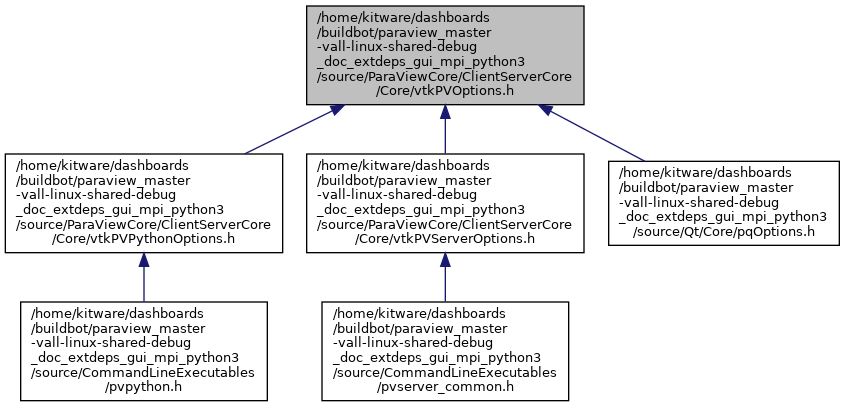 /home/kitware/dashboards
/buildbot/paraview_master
-vall-linux-shared-debug
_doc_extdeps_gui_mpi_python3
/source/ParaViewCore/ClientServerCore
/Core/vtkPVOptions.h
/home/kitware/dashboards
/buildbot/paraview_master
-vall-linux-shared-debug
_doc_extdeps_gui_mpi_python3
/source/ParaViewCore/ClientServerCore
/Core/vtkPVPythonOptions.h
/home/kitware/dashboards
/buildbot/paraview_master
-vall-linux-shared-debug
_doc_extdeps_gui_mpi_python3
/source/ParaViewCore/ClientServerCore
/Core/vtkPVServerOptions.h
/home/kitware/dashboards
/buildbot/paraview_master
-vall-linux-shared-debug
_doc_extdeps_gui_mpi_python3
/source/Qt/Core/pqOptions.h
/home/kitware/dashboards
/buildbot/paraview_master
-vall-linux-shared-debug
_doc_extdeps_gui_mpi_python3
/source/CommandLineExecutables
/pvpython.h
/home/kitware/dashboards
/buildbot/paraview_master
-vall-linux-shared-debug
_doc_extdeps_gui_mpi_python3
/source/CommandLineExecutables
/pvserver_common.h